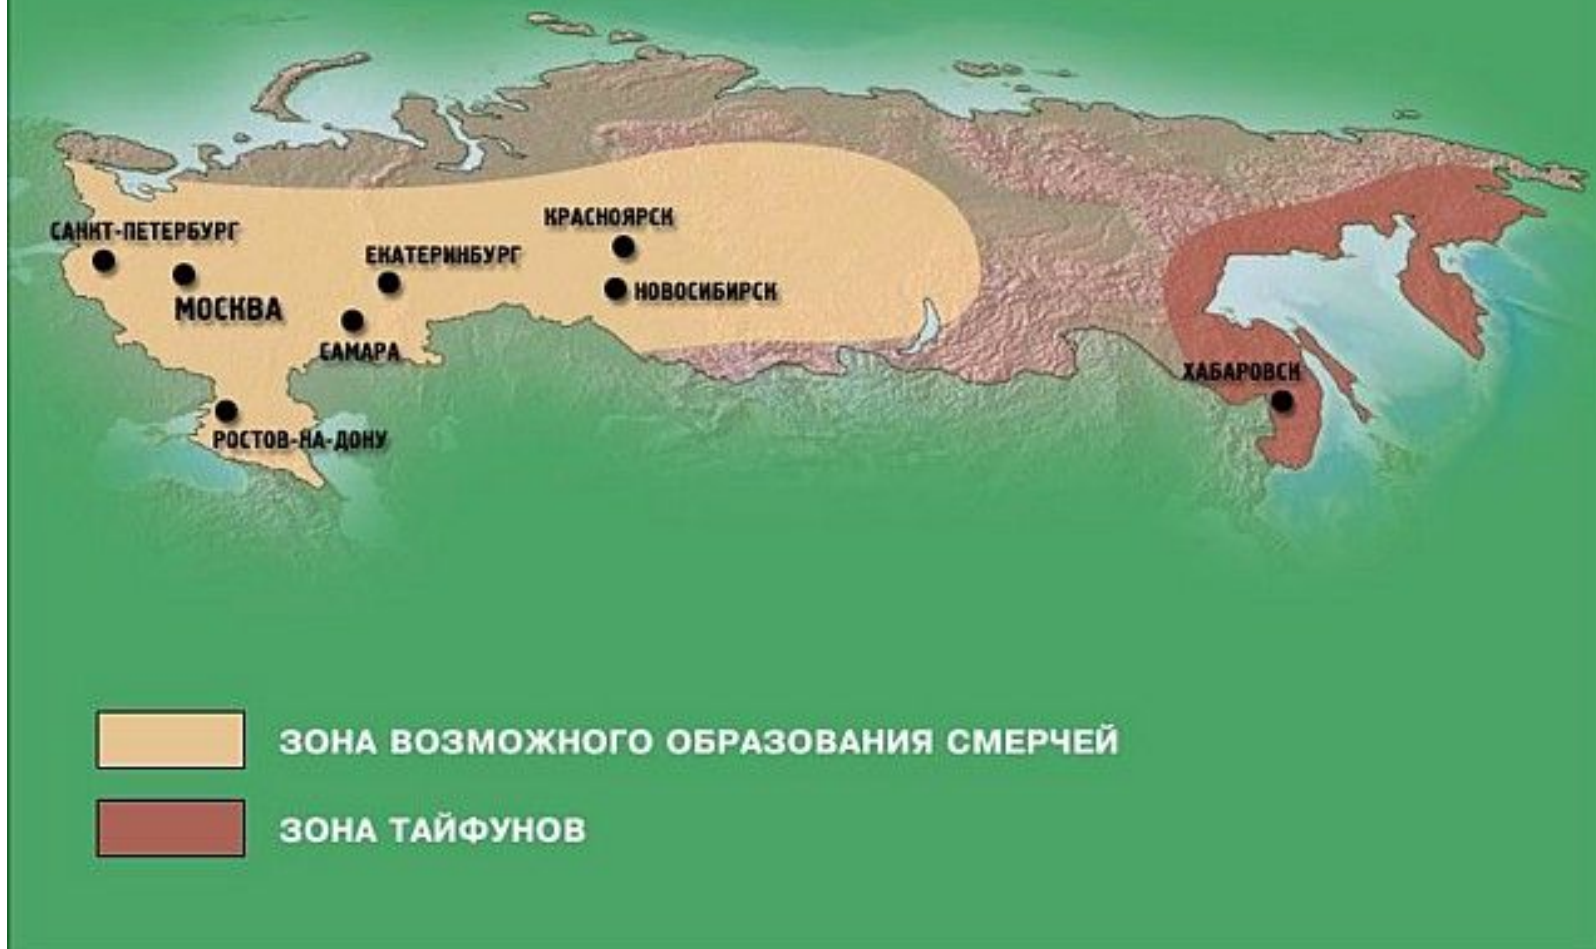 КРАСНОЯРСК
САНКТ-ПЕТЕРБУРГ
ЕКАТЕРИНБУРГ
НОВОСИБИРСК
МОСКВА
САМАРА
ХАБАРОВСК
РОСТОВ-НА-ДОНУ
ЗОНА ВОЗМОЖНОГО ОБРАЗОВАНИЯ СМЕРЧЕЙ
ЗОНА ТАЙФУНОВ